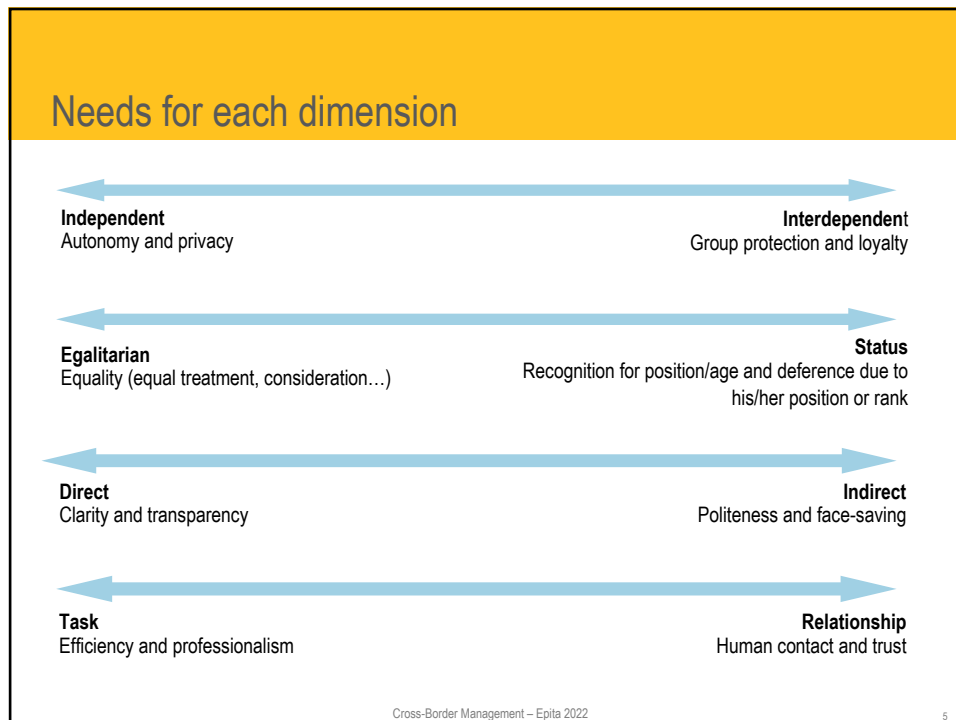 Needs for each dimension
Independent
Autonomy and privacy
Interdependent
Group protection and loyalty
Egalitarian
Equality (equal treatment, consideration…)
Status
Recognition for position/age and deference due to
his/her position or rank
Direct
Clarity and transparency
Indirect
Politeness and face-saving
Task
Efficiency and professionalism
Relationship
Human contact and trust
Cross-Border Management – Epita 2022
5